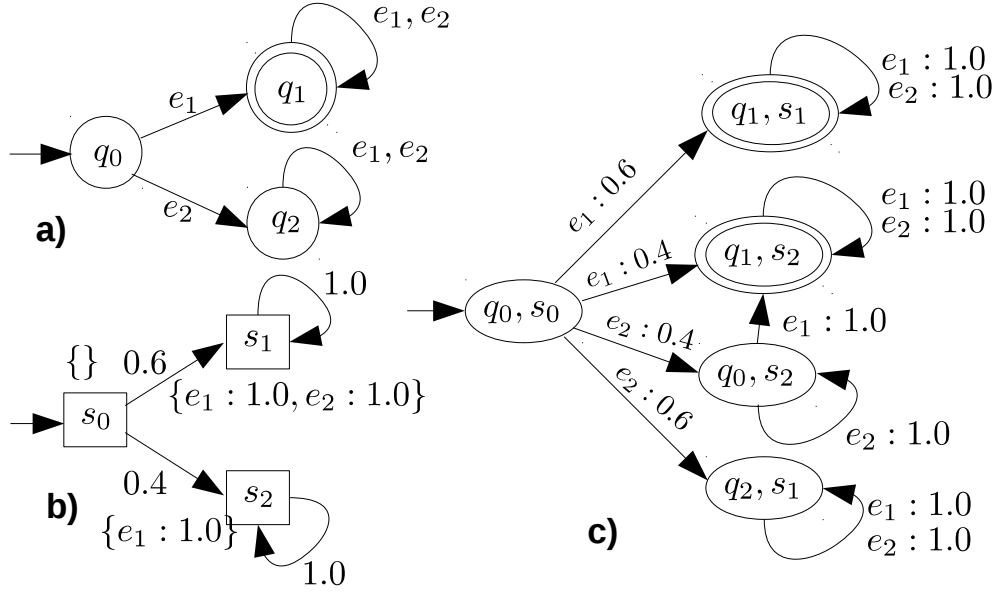 a)
q₀
e₁
q₁
e₁, e₂
e₂
q₂
e₁, e₂
b)
{}
s₀
0.6
s₁
1.0
{e₁ : 1.0, e₂ : 1.0}
0.4
s₂
{e₁ : 1.0}
1.0
c)
q₀, s₀
e₁ : 0.6
q₁, s₁
e₁ : 1.0
e₂ : 1.0
e₁ : 0.4
q₁, s₂
e₁ : 1.0
e₂ : 1.0
e₂ : 0.4
q₀, s₂
e₁ : 1.0
e₂ : 1.0
e₂ : 0.6
q₂, s₁
e₁ : 1.0
e₂ : 1.0